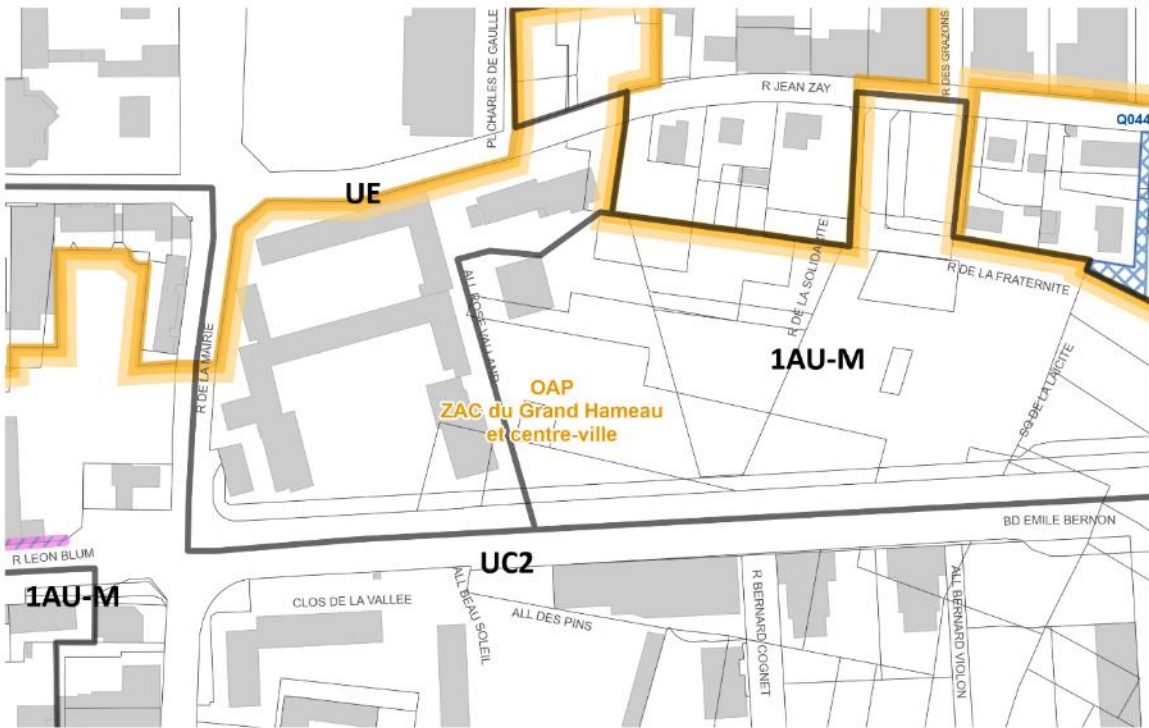 PL CHARLES DE GAULLE
R DES GRAZONS
R JEAN ZAY
Q044
UE
R DE LA SOLIDARITE
R DE LA FRATERNITE
ALL ROSE VALLAND
R DE LA MAIRIE
1AU-M
SQ DE LA LAICITE
OAP
ZAC du Grand Hameau
et centre-ville
BD EMILE BERNON
R LEON BLUM
UC2
1AU-M
CLOS DE LA VALLEE
ALL BEAU SOLEIL
ALL DES PINS
R BERNARD COGNET
ALL BERNARD VIOLON